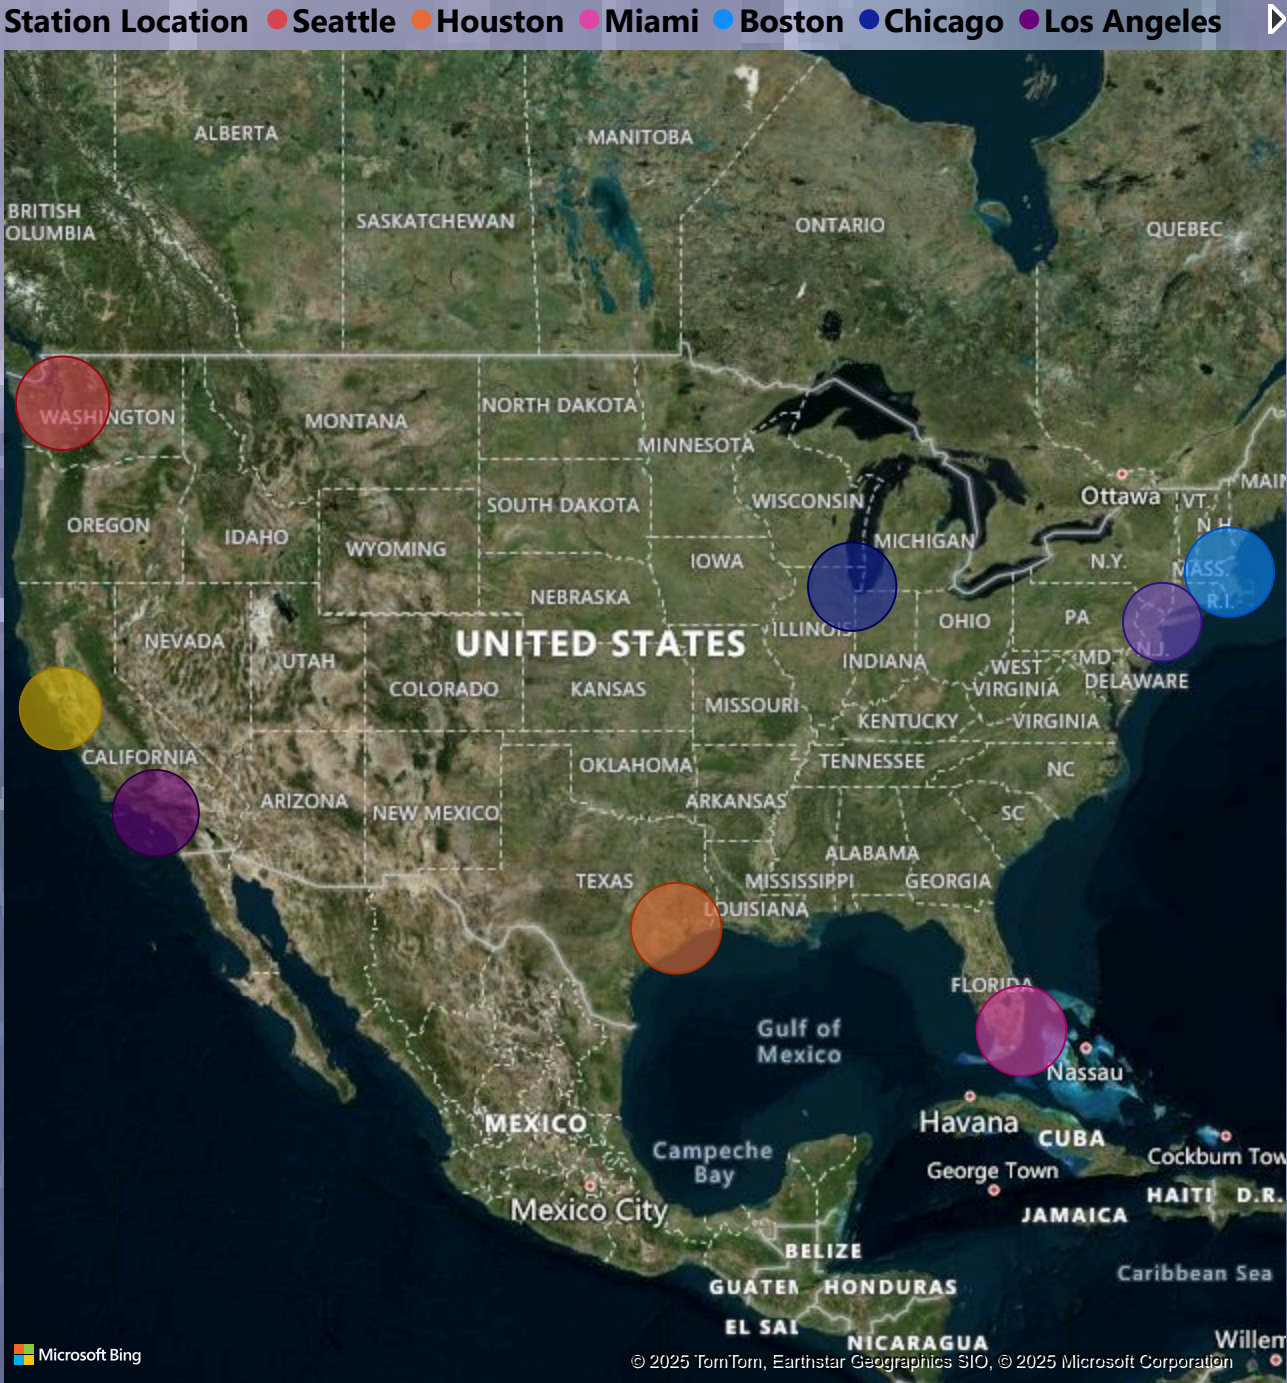 Station Location Seattle Houston Miami Boston Chicago Los Angeles
ALBERTA
MANITOBA
BRITISH
OLUMBIA
SASKATCHEWAN
ONTARIO
QUEBEC
WASHINGTON
MONTANA
NORTH DAKOTA
MINNESOTA
MAIN
Ottawa
VT.
WISCONSIN
SOUTH DAKOTA
OREGON
N.H.
IDAHO
WYOMING
MICHIGAN
IOWA
N.Y.
MASS.
NEBRASKA
R.I.
ILLINOIS
OHIO
PA
NEVADA
UNITED STATES
N.J.
UTAH
INDIANA
WEST
VIRGINIA
MD
DELAWARE
COLORADO
KANSAS
MISSOURI
KENTUCKY
VIRGINIA
CALIFORNIA
OKLAHOMA
TENNESSEE
NC
ARIZONA
NEW MEXICO
ARKANSAS
SC
ALABAMA
TEXAS
MISSISSIPPI
GEORGIA
LOUISIANA
FLORIDA
Gulf of
Mexico
Nassau
Havana
MEXICO
CUBA
Campeche
Bay
Cockburn Tow
George Town
HAITI
D.R.
Mexico City
JAMAICA
BELIZE
Caribbean Sea
GUATEM
HONDURAS
EL SAL
NICARAGUA
Willem
Microsoft Bing
© 2025 TomTom, Earthstar Geographics SIO, © 2025 Microsoft Corporation